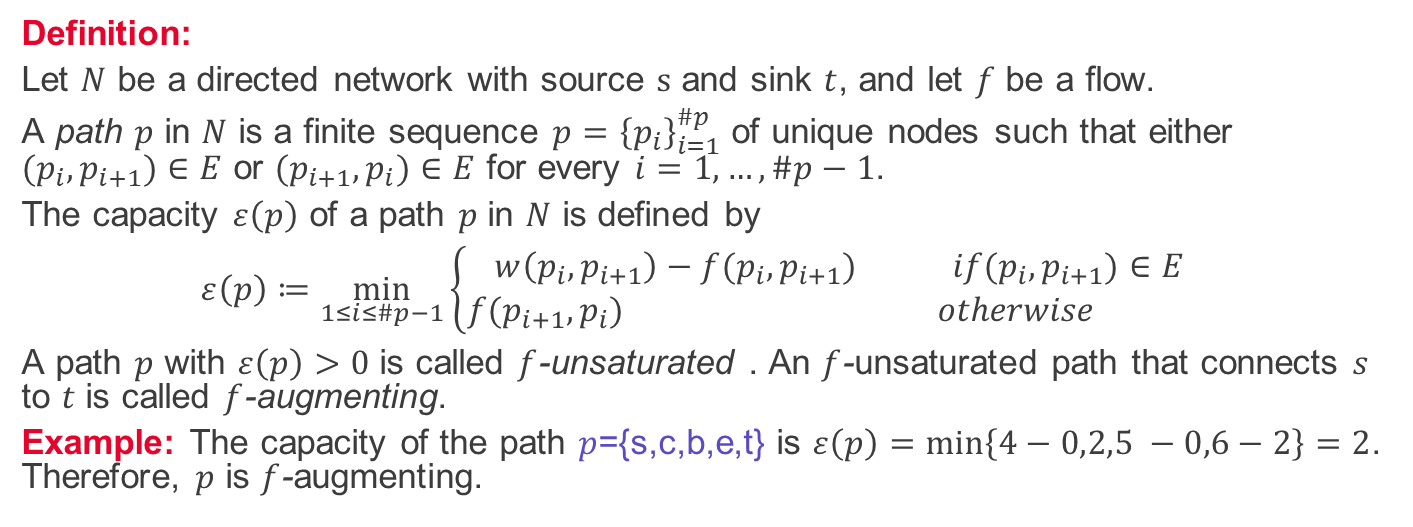 Definition:
Let N be a directed network with source s and sink t, and let f be a flow.
A path p in N is a finite sequence p = {p_i}_{i=1}^{#p} of unique nodes such that either
(p_i, p_{i+1}) ∈ E or (p_{i+1}, p_i) ∈ E for every i = 1, … , #p − 1.
The capacity ε(p) of a path p in N is defined by
ε(p) ≔ min_{1≤i≤#p−1} { w(p_i, p_{i+1}) − f(p_i, p_{i+1}) if (p_i, p_{i+1}) ∈ E
f(p_{i+1}, p_i) otherwise
A path p with ε(p) > 0 is called f-unsaturated . An f-unsaturated path that connects s
to t is called f-augmenting.
Example: The capacity of the path p={s,c,b,e,t} is ε(p) = min{4 − 0,2,5 − 0,6 − 2} = 2.
Therefore, p is f-augmenting.